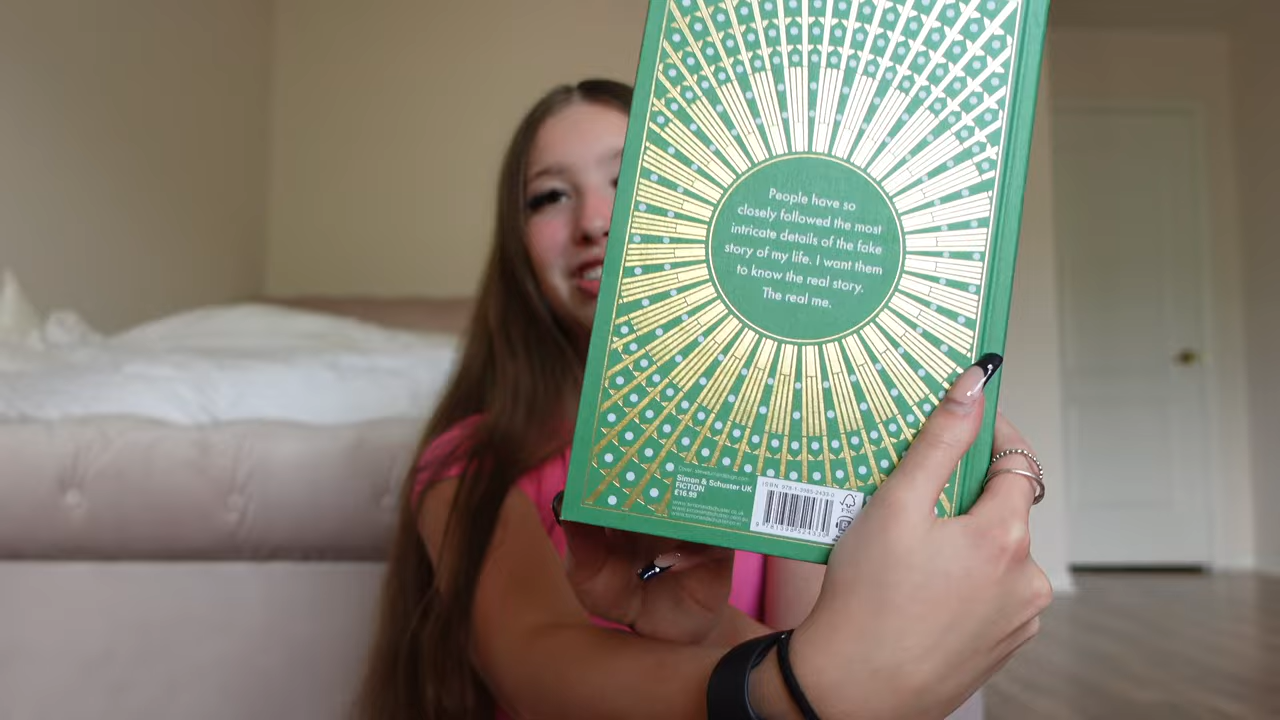 People have so
closely followed the most
intricate details of the fake
story of my life. I want them
to know the real story.
The real me.
Simon & Schuster UK
FICTION
£16.99